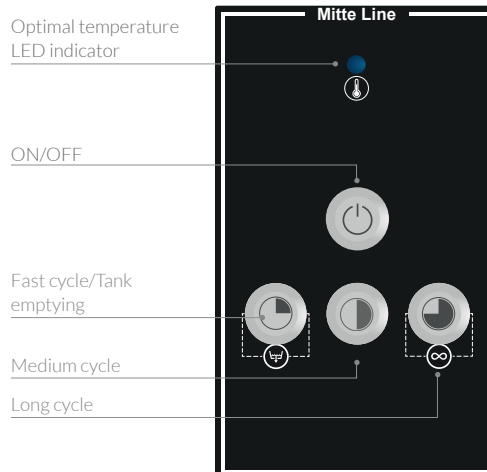 Mitte Line
Optimal temperature
LED indicator
ON/OFF
Fast cycle/Tank
emptying
Medium cycle
Long cycle